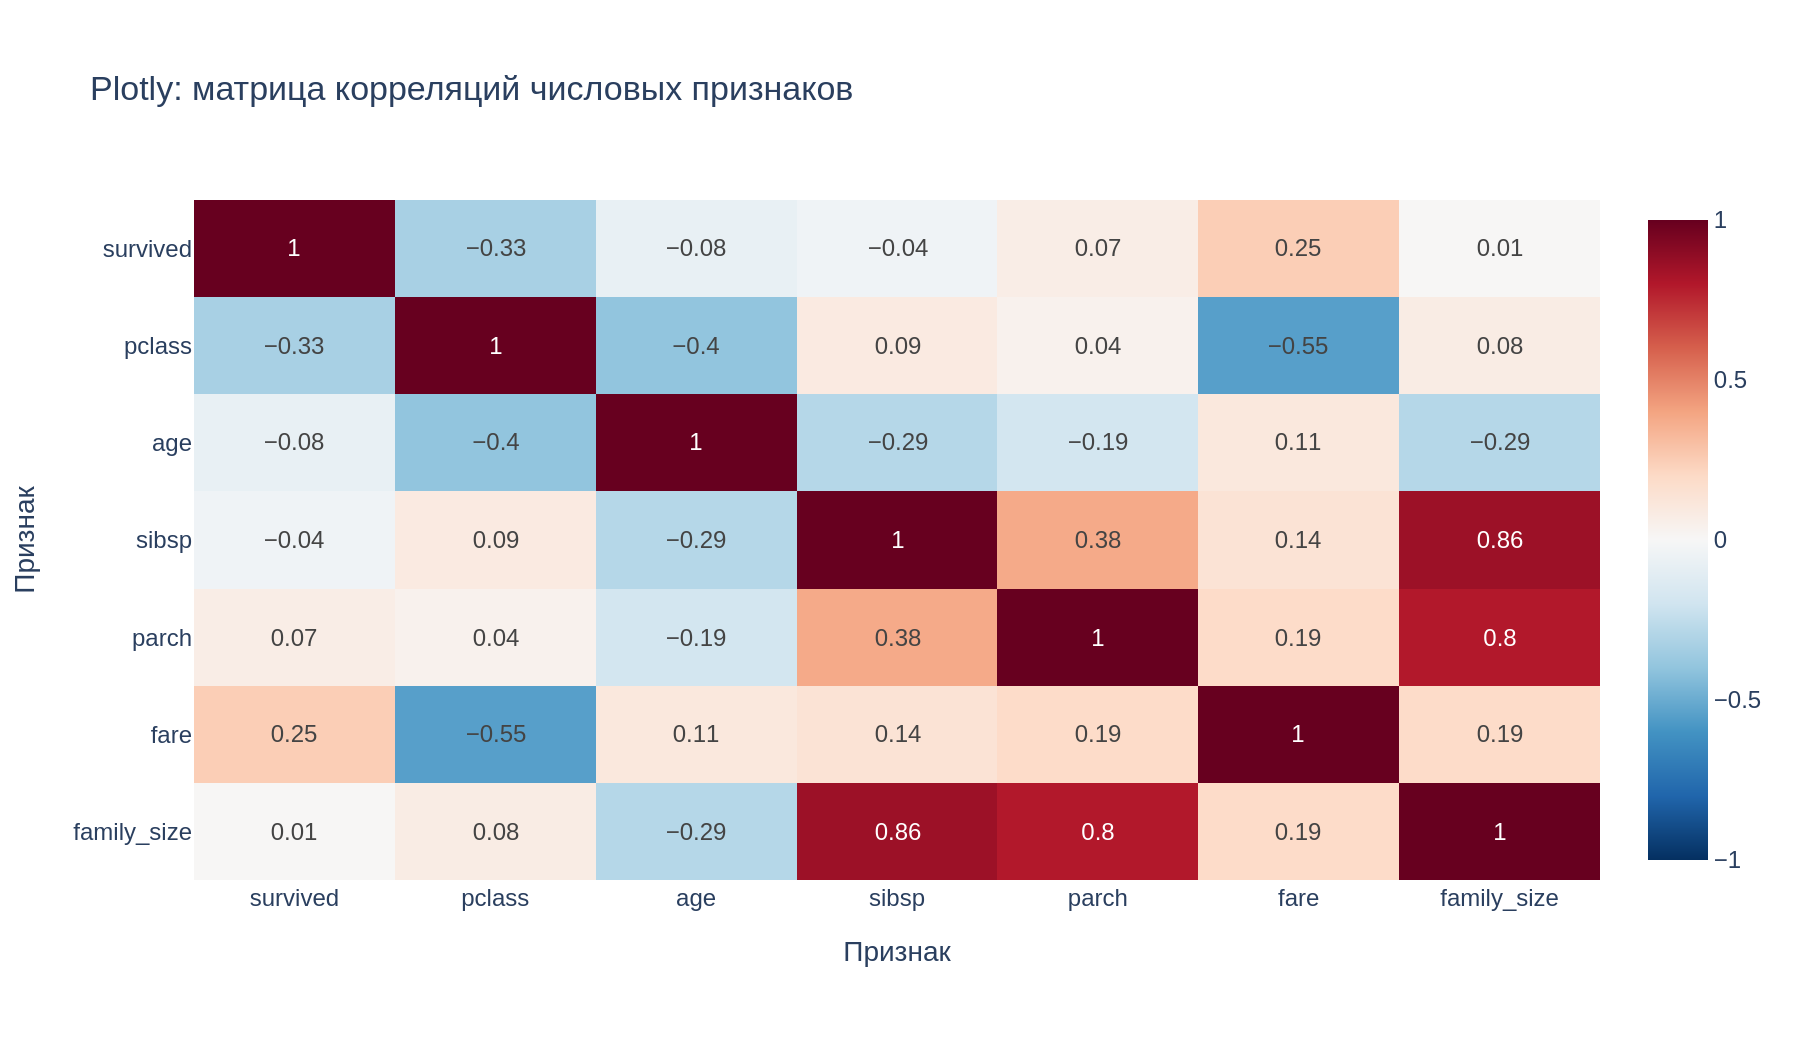 Plotly: матрица корреляций числовых признаков
survived 1 −0.33 −0.08 −0.04 0.07 0.25 0.01
pclass −0.33 1 −0.4 0.09 0.04 −0.55 0.08
age −0.08 −0.4 1 −0.29 −0.19 0.11 −0.29
sibsp −0.04 0.09 −0.29 1 0.38 0.14 0.86
parch 0.07 0.04 −0.19 0.38 1 0.19 0.8
fare 0.25 −0.55 0.11 0.14 0.19 1 0.19
family_size 0.01 0.08 −0.29 0.86 0.8 0.19 1
survived pclass age sibsp parch fare family_size
Признак
Признак
1
0.5
0
−0.5
−1